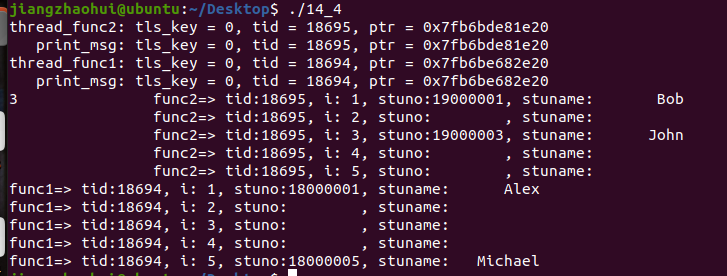 jiangzhaohui@ubuntu:~/Desktop$ ./14_4
thread_func2: tls_key = 0, tid = 18695, ptr = 0x7fb6bde81e20
print_msg: tls_key = 0, tid = 18695, ptr = 0x7fb6bde81e20
thread_func1: tls_key = 0, tid = 18694, ptr = 0x7fb6be682e20
print_msg: tls_key = 0, tid = 18694, ptr = 0x7fb6be682e20
3 func2=> tid:18695, i: 1, stuno:19000001, stuname: Bob
func2=> tid:18695, i: 2, stuno: , stuname:
func2=> tid:18695, i: 3, stuno:19000003, stuname: John
func2=> tid:18695, i: 4, stuno: , stuname:
func2=> tid:18695, i: 5, stuno: , stuname:
func1=> tid:18694, i: 1, stuno:18000001, stuname: Alex
func1=> tid:18694, i: 2, stuno: , stuname:
func1=> tid:18694, i: 3, stuno: , stuname:
func1=> tid:18694, i: 4, stuno: , stuname:
func1=> tid:18694, i: 5, stuno:18000005, stuname: Michael
jiangzhaohui@ubuntu:~/Desktop$